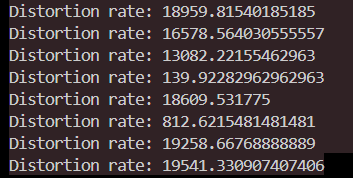 Distortion rate: 18959.81540185185
Distortion rate: 16578.564030555557
Distortion rate: 13082.22155462963
Distortion rate: 139.92282962962963
Distortion rate: 18609.531775
Distortion rate: 812.6215481481481
Distortion rate: 19258.66768888889
Distortion rate: 19541.330907407406